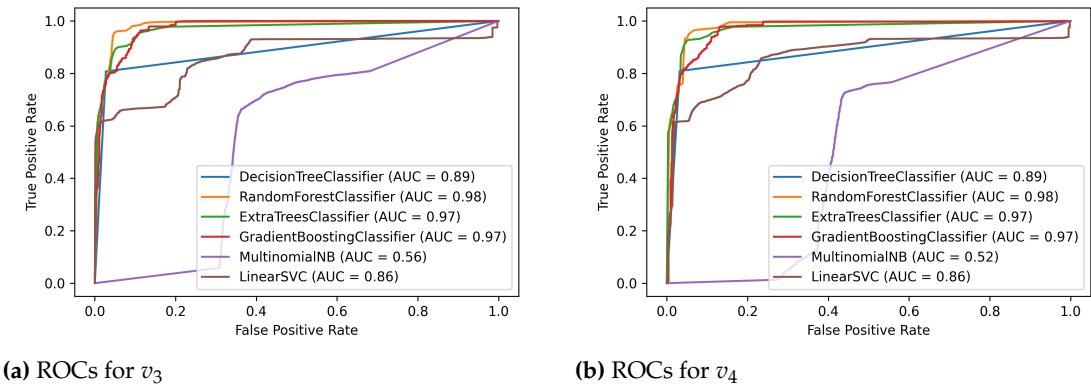 1.0
0.8
0.6
0.4
0.2
0.0
True Positive Rate
DecisionTreeClassifier (AUC = 0.89)
RandomForestClassifier (AUC = 0.98)
ExtraTreesClassifier (AUC = 0.97)
GradientBoostingClassifier (AUC = 0.97)
MultinomialNB (AUC = 0.56)
LinearSVC (AUC = 0.86)
0.0 0.2 0.4 0.6 0.8 1.0
False Positive Rate
(a) ROCs for v3
1.0
0.8
0.6
0.4
0.2
0.0
True Positive Rate
DecisionTreeClassifier (AUC = 0.89)
RandomForestClassifier (AUC = 0.98)
ExtraTreesClassifier (AUC = 0.97)
GradientBoostingClassifier (AUC = 0.97)
MultinomialNB (AUC = 0.52)
LinearSVC (AUC = 0.86)
0.0 0.2 0.4 0.6 0.8 1.0
False Positive Rate
(b) ROCs for v4